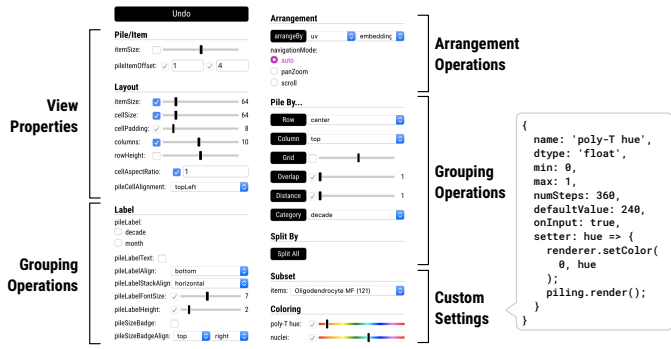 View
Properties
Grouping
Operations
Undo
Pile/Item
itemSize:
pileItemOffset: 1 4
Layout
itemSize: 64
cellSize: 64
cellPadding: 8
columns: 10
rowHeight:
cellAspectRatio: 1
pileCellAlignment: topLeft
Label
pileLabel:
decade
month
pileLabelText:
pileLabelAlign: bottom
pileLabelStackAlign: horizontal
pileLabelFontSize: 7
pileLabelHeight: 2
pileSizeBadge:
pileSizeBadgeAlign: top right
Arrangement
arrangeBy uv embedding
navigationMode:
auto
panZoom
scroll
Pile By...
Row center
Column top
Grid
Overlap 1
Distance 1
Category decade
Split By
Split All
Subset
items: Oligodendrocyte MF (121)
Coloring
poly-T hue:
nuclei:
Arrangement
Operations
Grouping
Operations
Custom
Settings
{
name: 'poly-T hue',
dtype: 'float',
min: 0,
max: 1,
numSteps: 360,
defaultValue: 240,
onInput: true,
setter: hue => {
renderer.setColor(
0, hue
);
piling.render();
}
}